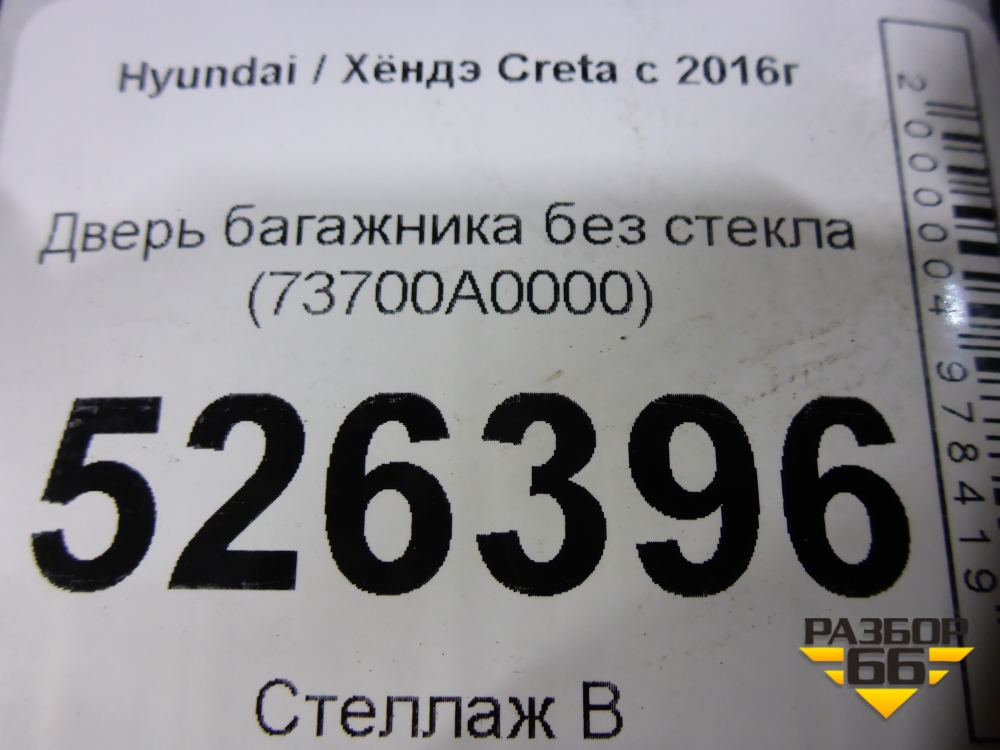 Hyundai / Хёндэ Creta с 2016г
Дверь багажника без стекла
(73700A0000)
526396
Стеллаж В
2000004978419
РАЗБОР
66